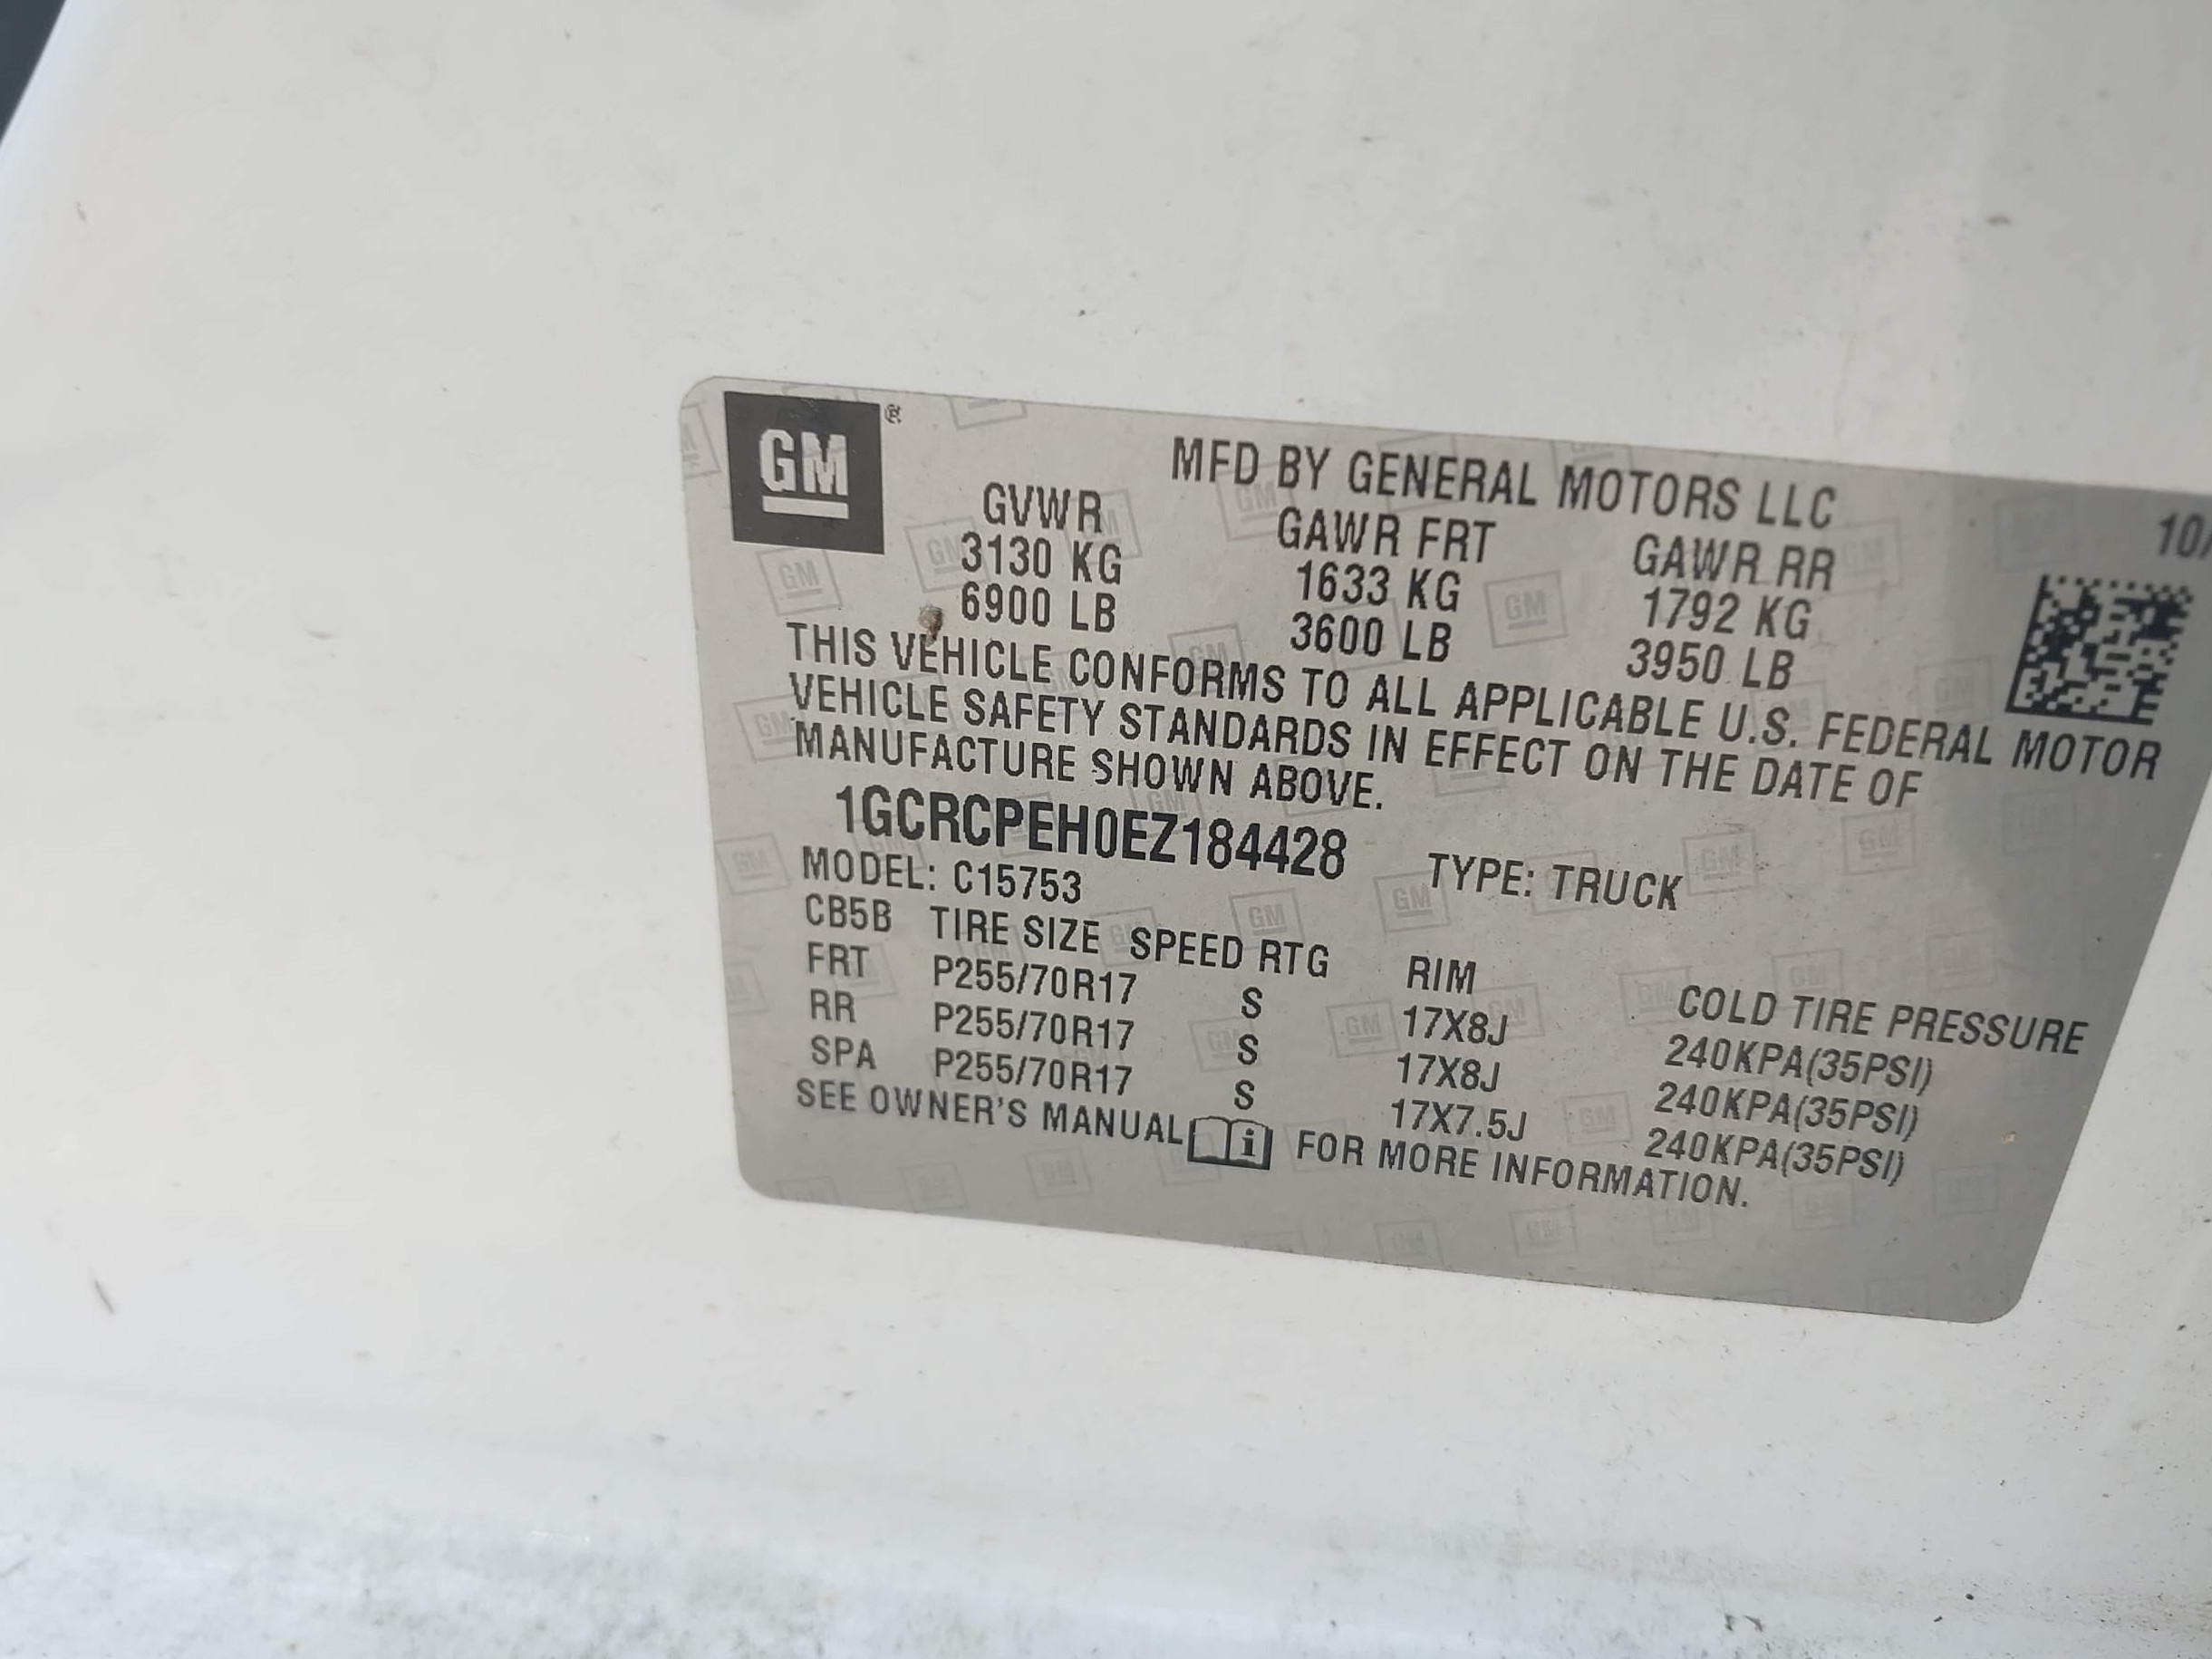 GM ®
MFD BY GENERAL MOTORS LLC
10/
GVWR GAWR FRT GAWR RR
3130 KG 1633 KG 1792 KG
6900 LB 3600 LB 3950 LB
THIS VEHICLE CONFORMS TO ALL APPLICABLE U.S. FEDERAL MOTOR
VEHICLE SAFETY STANDARDS IN EFFECT ON THE DATE OF
MANUFACTURE SHOWN ABOVE.
1GCRCPEH0EZ184428 TYPE: TRUCK
MODEL: C15753
CB5B TIRE SIZE SPEED RTG RIM COLD TIRE PRESSURE
FRT P255/70R17 S 17X8J 240KPA(35PSI)
RR P255/70R17 S 17X8J 240KPA(35PSI)
SPA P255/70R17 S 17X7.5J 240KPA(35PSI)
SEE OWNER'S MANUAL i FOR MORE INFORMATION.